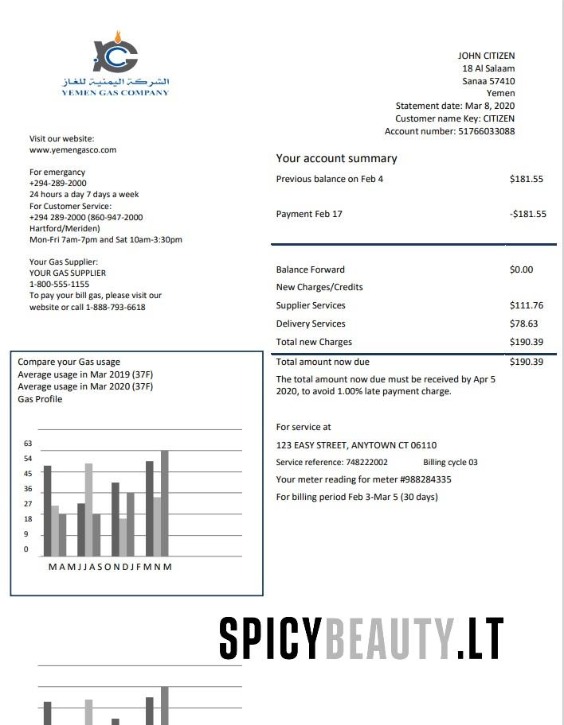 الشركة اليمنية للغاز
YEMEN GAS COMPANY
JOHN CITIZEN
18 Al Salaam
Sanaa 57410
Yemen
Statement date: Mar 8, 2020
Customer name Key: CITIZEN
Account number: 51766033088
Visit our website:
www.yemengasco.com
For emergancy
+294-289-2000
24 hours a day 7 days a week
For Customer Service:
+294 289-2000 (860-947-2000
Hartford/Meriden)
Mon-Fri 7am-7pm and Sat 10am-3:30pm
Your Gas Supplier:
YOUR GAS SUPPLIER
1-800-555-1155
To pay your bill gas, please visit our
website or call 1-888-793-6618
Your account summary
Previous balance on Feb 4 $181.55
Payment Feb 17 -$181.55
Balance Forward $0.00
New Charges/Credits
Supplier Services $111.76
Delivery Services $78.63
Total new Charges $190.39
Total amount now due $190.39
The total amount now due must be received by Apr 5
2020, to avoid 1.00% late payment charge.
For service at
123 EASY STREET, ANYTOWN CT 06110
Service reference: 748222002 Billing cycle 03
Your meter reading for meter #988284335
For billing period Feb 3-Mar 5 (30 days)
Compare your Gas usage
Average usage in Mar 2019 (37F)
Average usage in Mar 2020 (37F)
Gas Profile
63
54
45
36
27
18
9
0
M A M J J A S O N D J F M N M
SPICYBEAUTY.LT